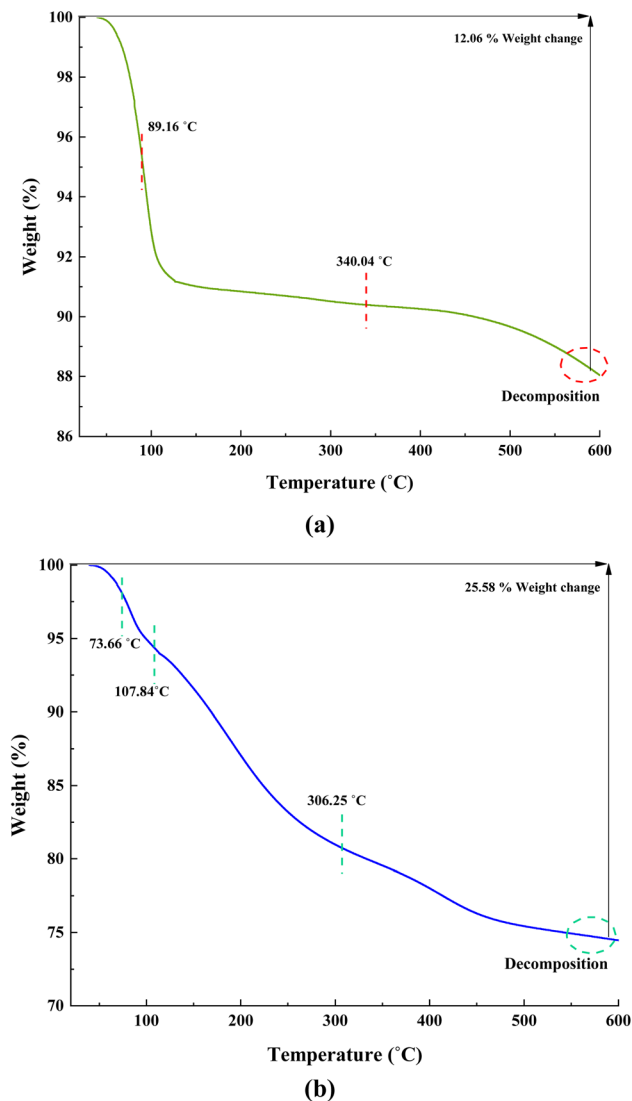 100
98
96
94
92
90
88
86
Weight (%)
12.06 % Weight change
89.16 ˚C
340.04 ˚C
Decomposition
100 200 300 400 500 600
Temperature (˚C)
(a)
100
95
90
85
80
75
70
Weight (%)
25.58 % Weight change
73.66 ˚C
107.84˚C
306.25 ˚C
Decomposition
100 200 300 400 500 600
Temperature (˚C)
(b)